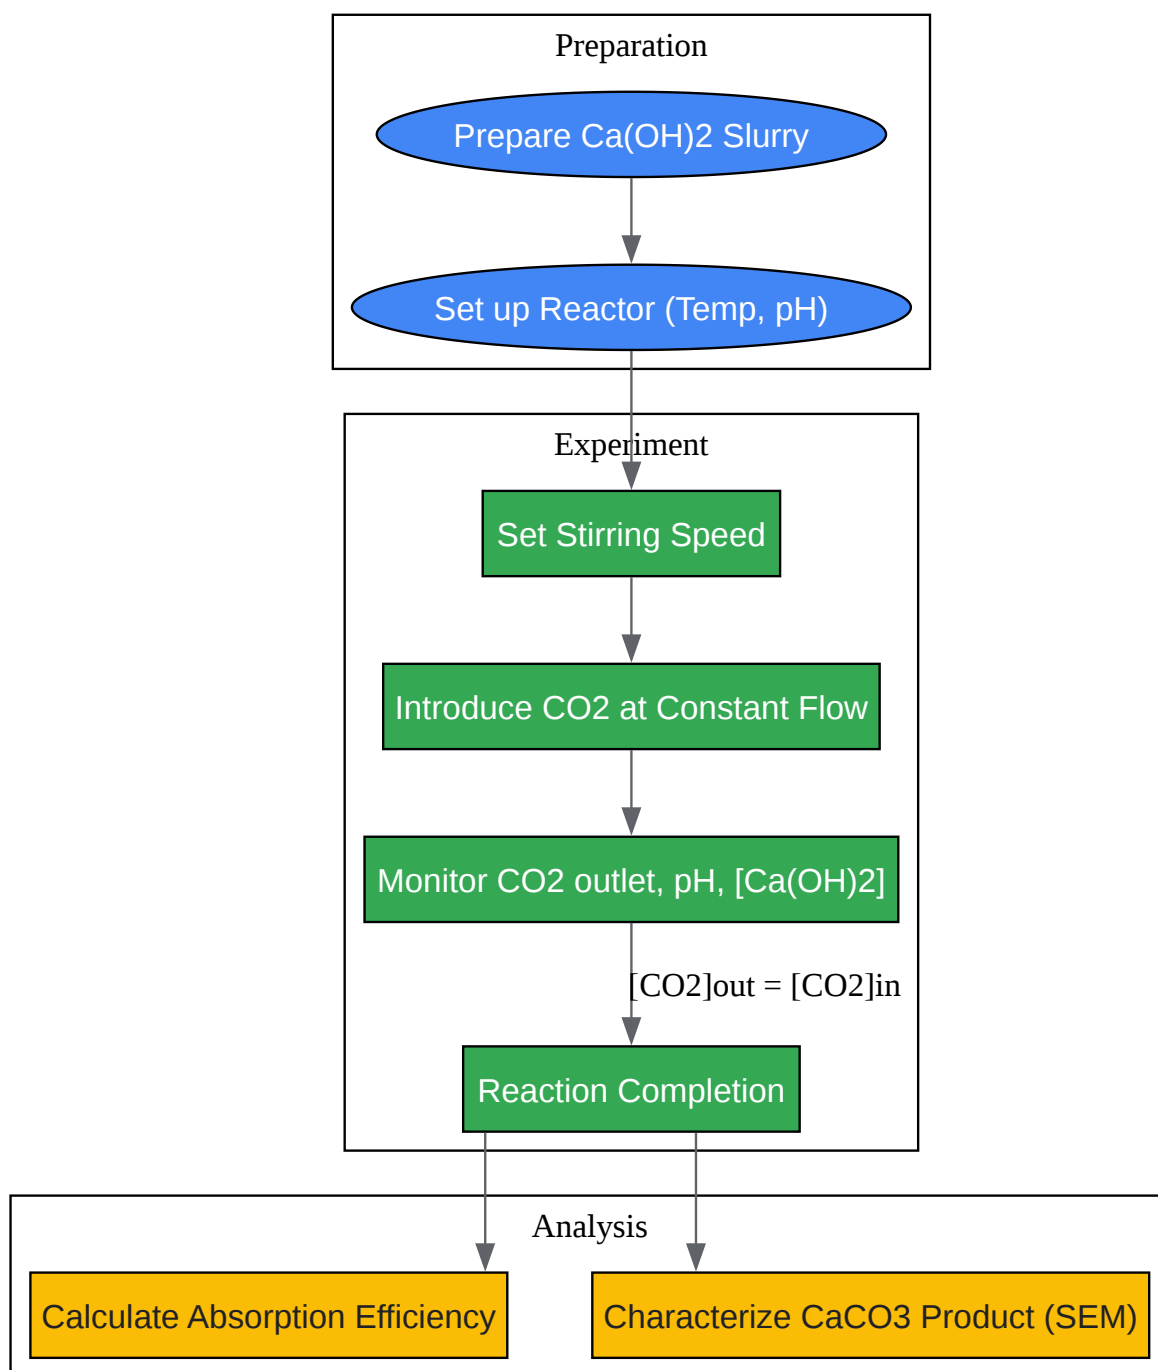 Preparation
Prepare Ca(OH)2 Slurry
Set up Reactor (Temp, pH)
Experiment
Set Stirring Speed
Introduce CO2 at Constant Flow
Monitor CO2 outlet, pH, [Ca(OH)2]
[CO2]out = [CO2]in
Reaction Completion
Analysis
Calculate Absorption Efficiency
Characterize CaCO3 Product (SEM)